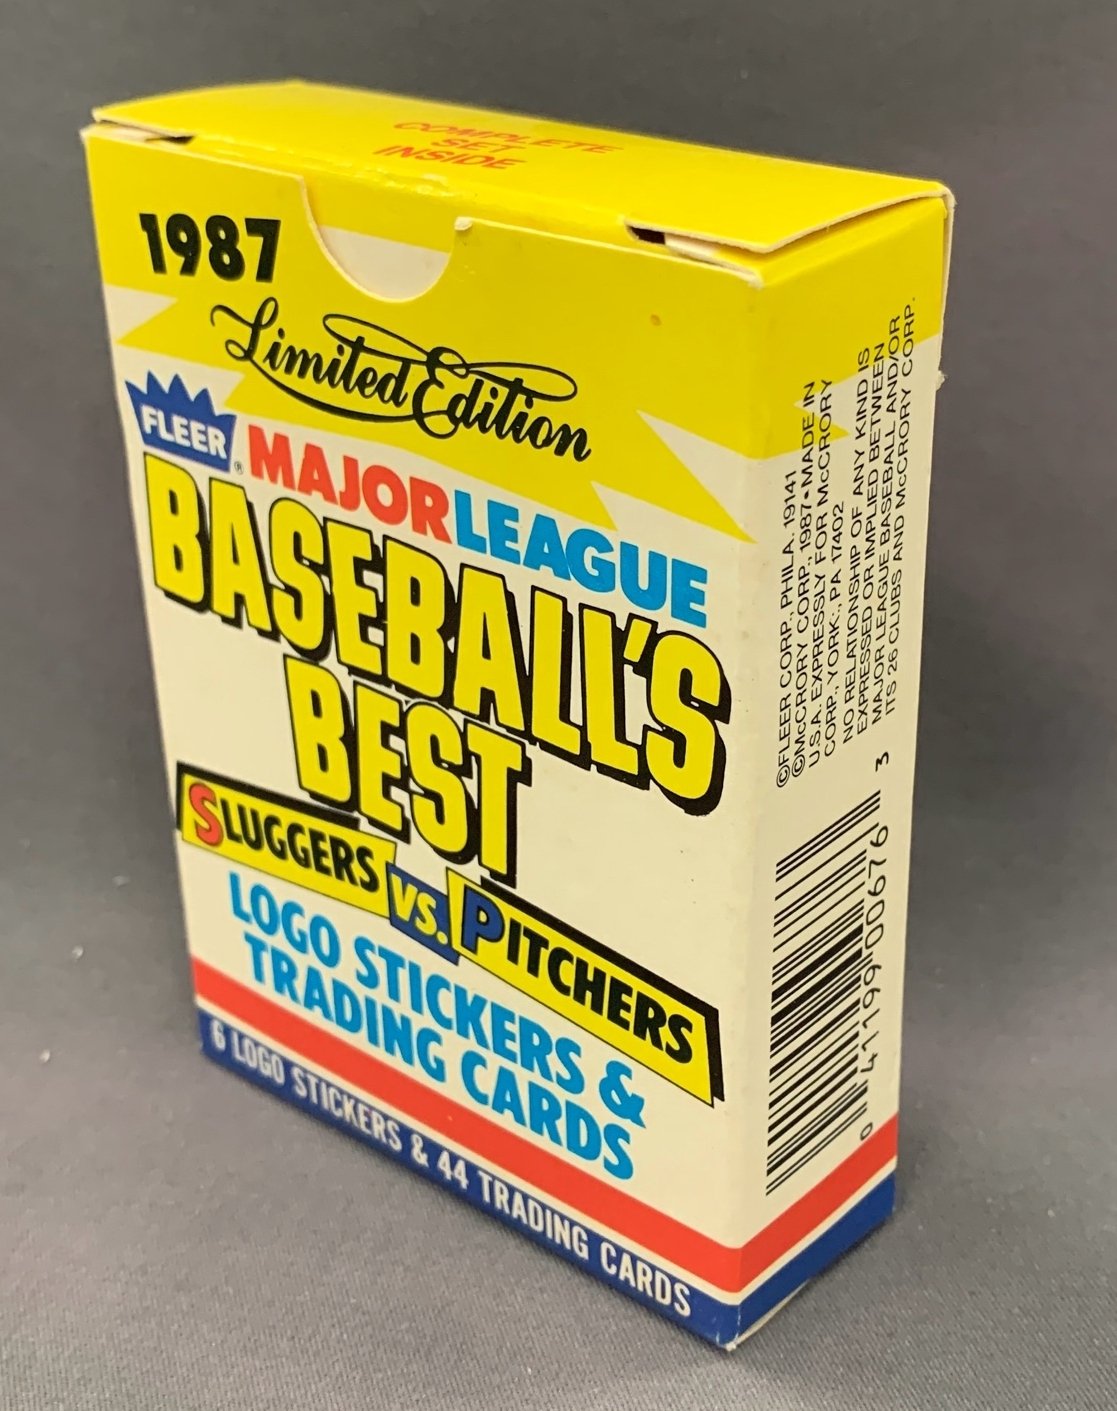 COMPLETE
SET
INSIDE
1987
Limited Edition
FLEER ®
MAJOR LEAGUE
BASEBALL'S
BEST
SLUGGERS VS. PITCHERS
LOGO STICKERS &
TRADING CARDS
6 LOGO STICKERS & 44 TRADING CARDS
©FLEER CORP., PHILA. 19141
©McCRORY CORP., 1987 • MADE IN
U.S.A. EXPRESSLY FOR McCRORY
CORP., YORK, PA 17402
NO RELATIONSHIP OF ANY KIND IS
EXPRESSED OR IMPLIED BETWEEN
MAJOR LEAGUE BASEBALL AND/OR
ITS 26 CLUBS AND McCRORY CORP.
0 41199 00676 3